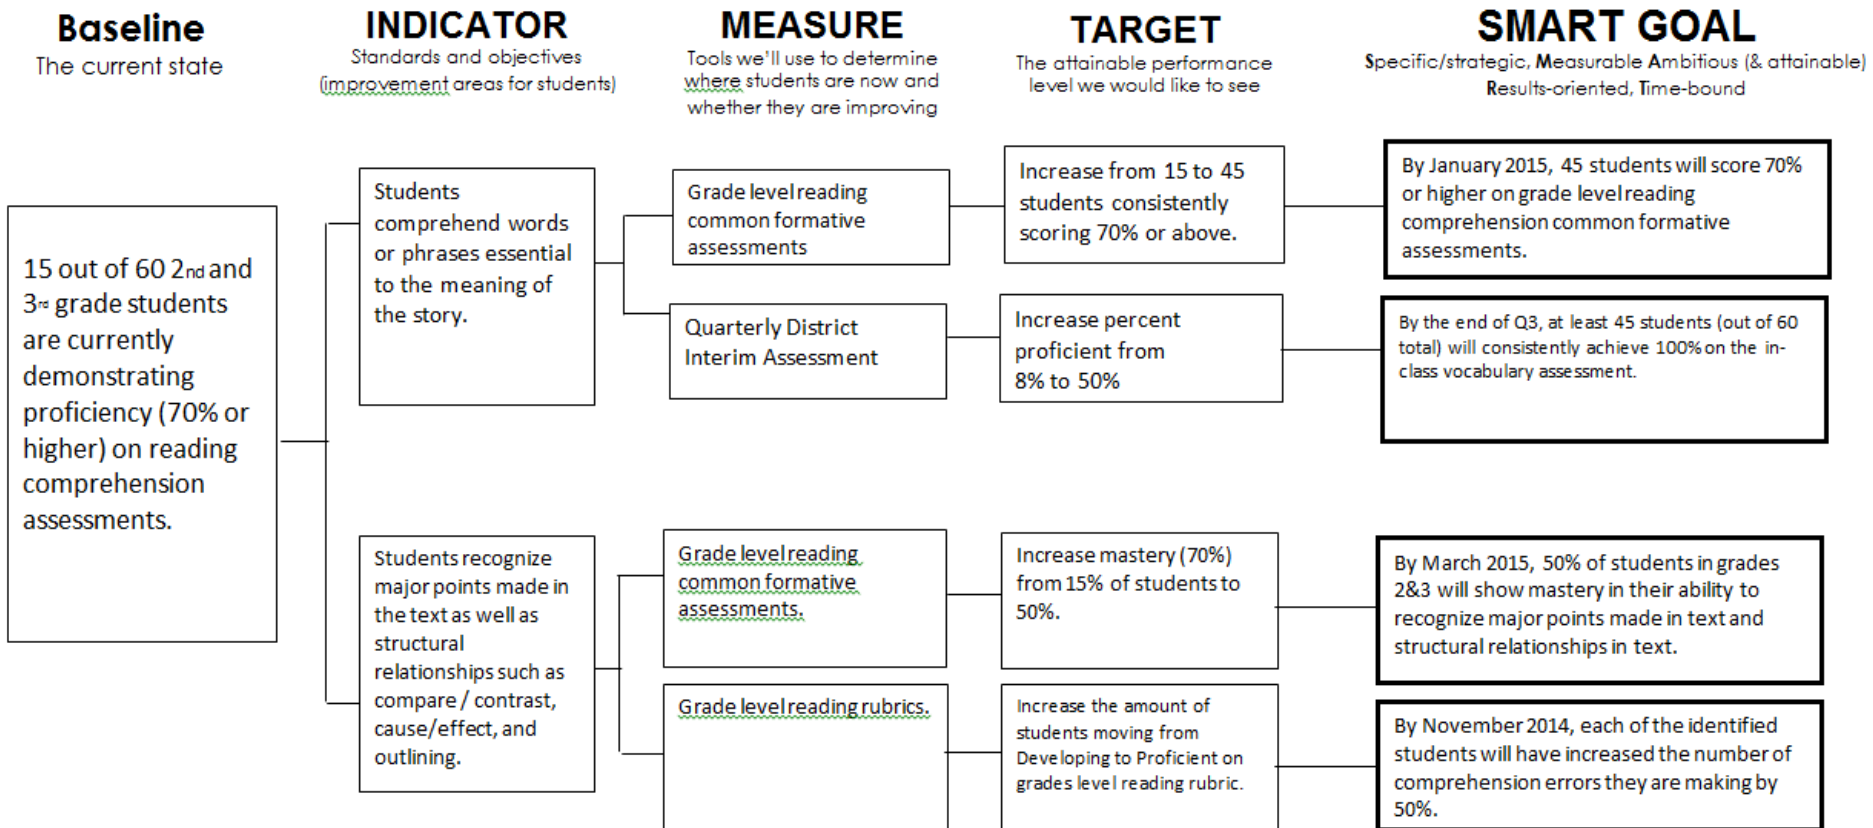 Baseline
The current state
INDICATOR
Standards and objectives
(improvement areas for students)
MEASURE
Tools we'll use to determine
where students are now and
whether they are improving
TARGET
The attainable performance
level we would like to see
SMART GOAL
Specific/strategic, Measurable Ambitious (& attainable)
Results-oriented, Time-bound
15 out of 60 2nd and
3rd grade students
are currently
demonstrating
proficiency (70% or
higher) on reading
comprehension
assessments.
Students
comprehend words
or phrases essential
to the meaning of
the story.
Grade level reading
common formative
assessments
Increase from 15 to 45
students consistently
scoring 70% or above.
By January 2015, 45 students will score 70%
or higher on grade level reading
comprehension common formative
assessments.
Quarterly District
Interim Assessment
Increase percent
proficient from
8% to 50%
By the end of Q3, at least 45 students (out of 60
total) will consistently achieve 100% on the in-
class vocabulary assessment.
Students recognize
major points made in
the text as well as
structural
relationships such as
compare / contrast,
cause/effect, and
outlining.
Grade level reading
common formative
assessments.
Increase mastery (70%)
from 15% of students to
50%.
By March 2015, 50% of students in grades
2&3 will show mastery in their ability to
recognize major points made in text and
structural relationships in text.
Grade level reading rubrics.
Increase the amount of
students moving from
Developing to Proficient on
grades level reading rubric.
By November 2014, each of the identified
students will have increased the number of
comprehension errors they are making by
50%.